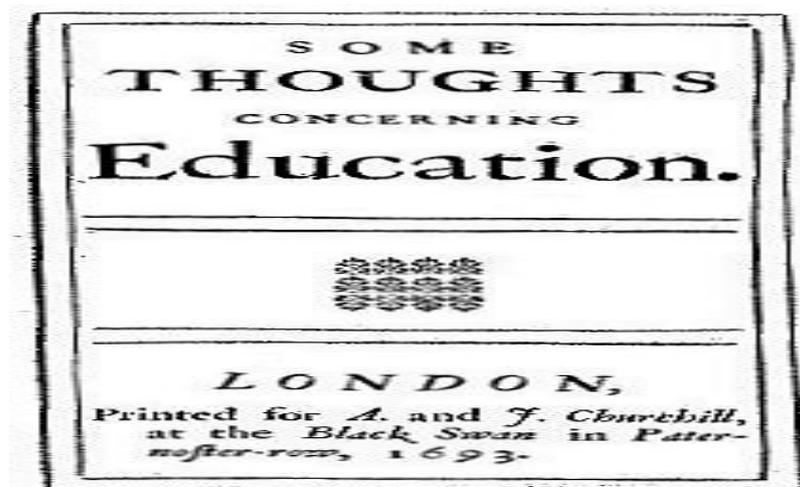 SOME
THOUGHTS
CONCERNING
Education.
LONDON,
Printed for A. and J. Churchill,
at the Black Swan in Pater-
noſter-row, 1693.